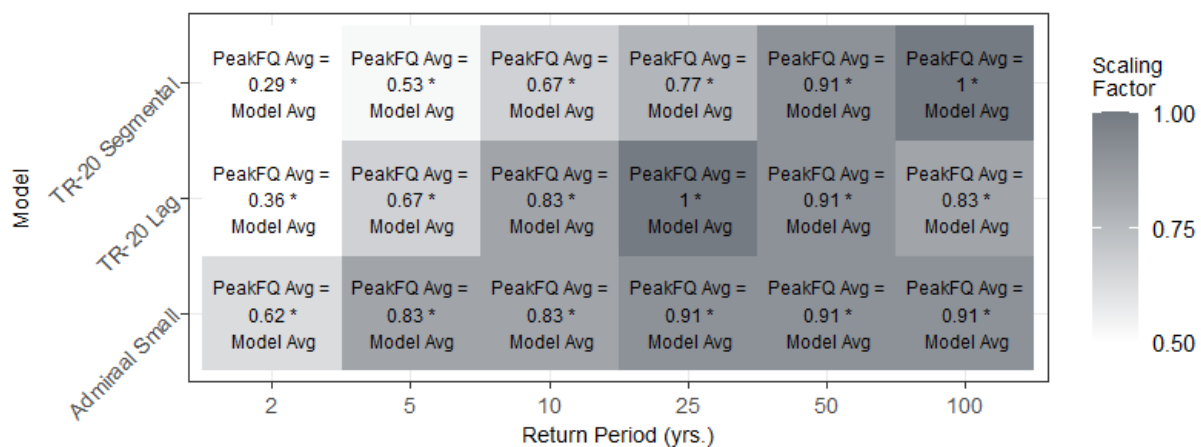 PeakFQ Avg = PeakFQ Avg = PeakFQ Avg = PeakFQ Avg = PeakFQ Avg = PeakFQ Avg =
0.29 * 0.53 * 0.67 * 0.77 * 0.91 * 1 *
Model Avg Model Avg Model Avg Model Avg Model Avg Model Avg
TR-20 Segmental
PeakFQ Avg = PeakFQ Avg = PeakFQ Avg = PeakFQ Avg = PeakFQ Avg = PeakFQ Avg =
0.36 * 0.67 * 0.83 * 1 * 0.91 * 0.83 *
Model Avg Model Avg Model Avg Model Avg Model Avg Model Avg
TR-20 Lag
Model
PeakFQ Avg = PeakFQ Avg = PeakFQ Avg = PeakFQ Avg = PeakFQ Avg = PeakFQ Avg =
0.62 * 0.83 * 0.83 * 0.91 * 0.91 * 0.91 *
Model Avg Model Avg Model Avg Model Avg Model Avg Model Avg
Admiraal Small
2 5 10 25 50 100
Return Period (yrs.)
Scaling
Factor
1.00
0.75
0.50